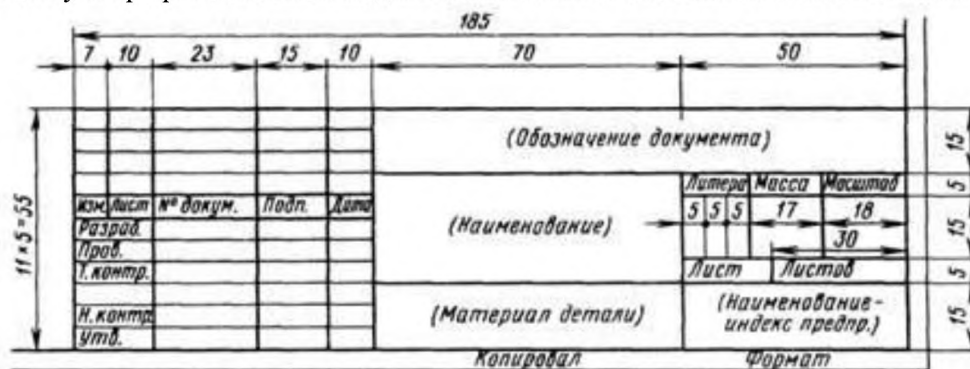 185
7 10 23 15 10 70 50
(Обозначение документа)
15
Литера Масса Масштаб
5
Изм. Лист № докум. Подп. Дата
Разраб.
(Наименование)
5 5 5 17 18
15
11×5=55
Пров.
30
Т. контр.
Лист Листов
5
(Материал детали)
(Наименование-
индекс предпр.)
15
Н. контр.
Утв.
Копировал Формат